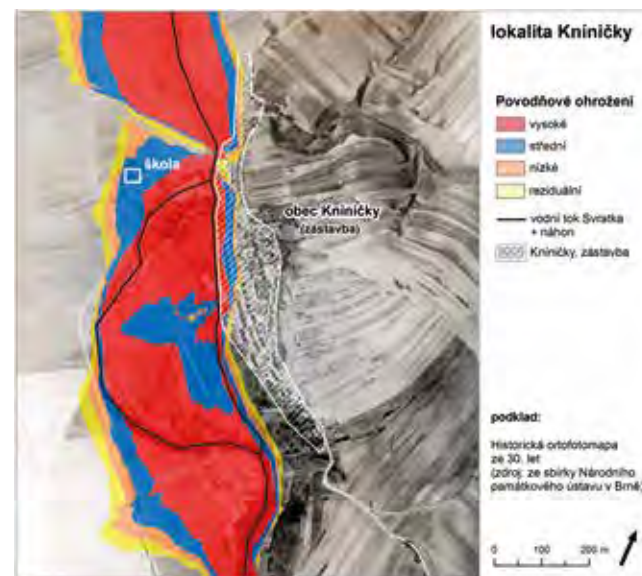 lokalita Kníničky
Povodňové ohrožení
vysoké
střední
nízké
reziduální
vodní tok Svratka
+ náhon
Kníničky, zástavba
škola
obec Kníničky
(zástavba)
podklad:
Historická ortofotomapa
ze 30. let
(zdroj: ze sbírky Národního
památkového ústavu v Brně)
0 100 200 m